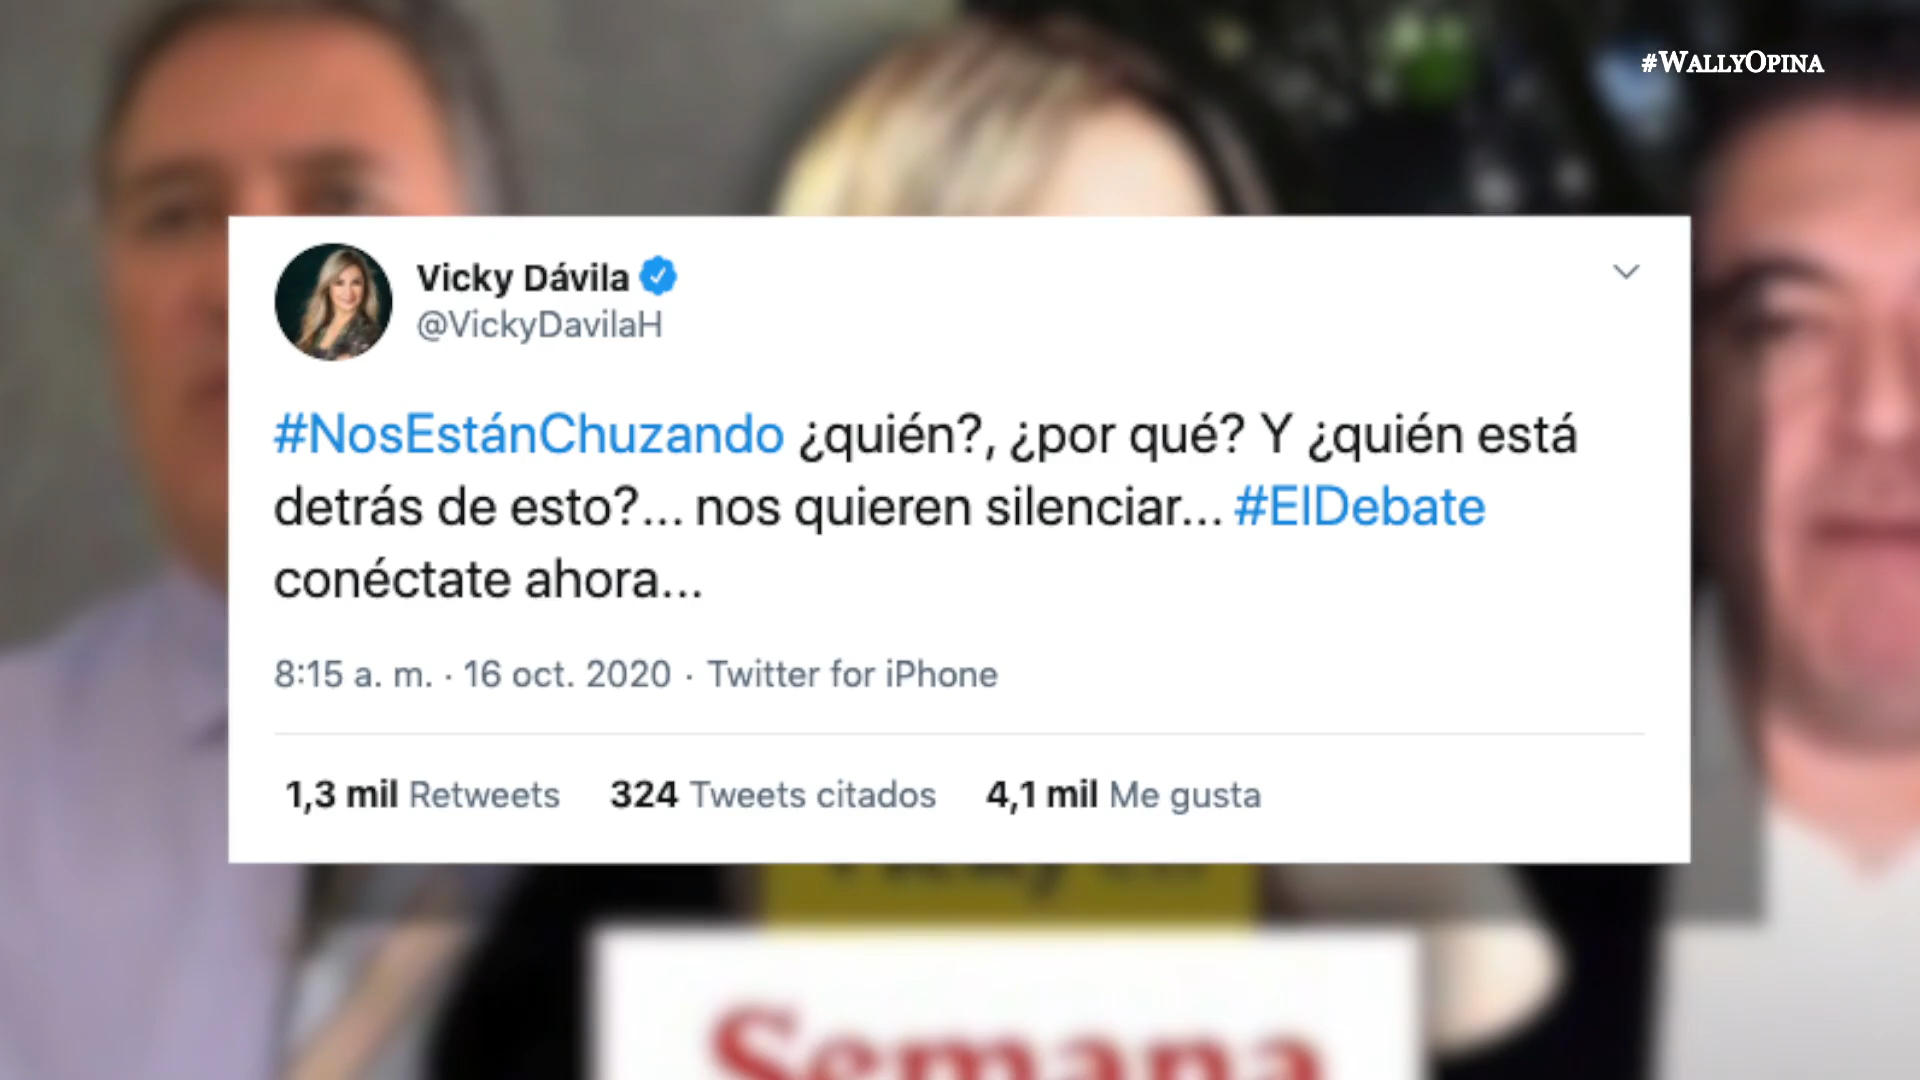 #WALLYOPINA
Vicky Dávila
@VickyDavilaH
#NosEstánChuzando ¿quién?, ¿por qué? Y ¿quién está
detrás de esto?... nos quieren silenciar... #ElDebate
conéctate ahora...
8:15 a. m. · 16 oct. 2020 · Twitter for iPhone
1,3 mil Retweets 324 Tweets citados 4,1 mil Me gusta
Semana